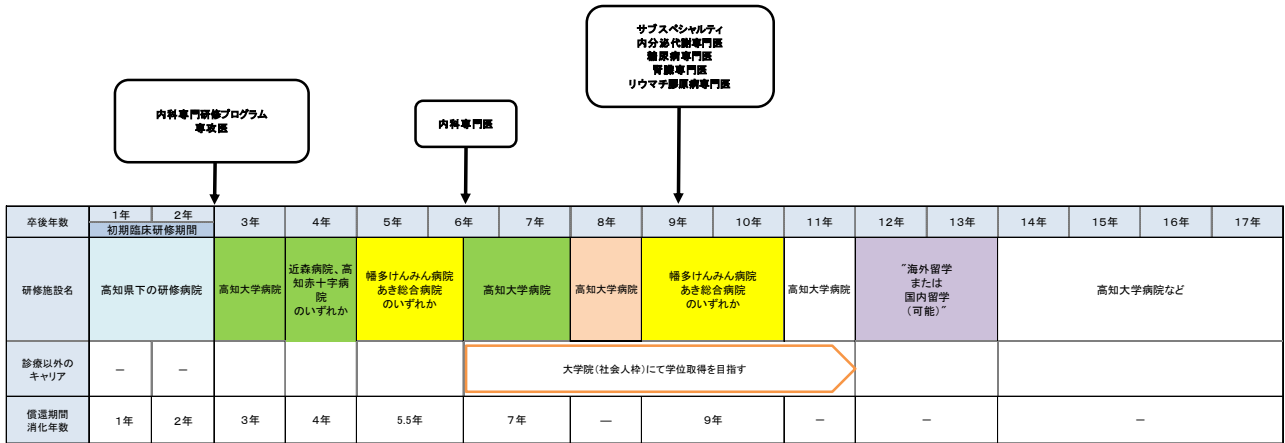 サブスペシャルティ
内分泌代謝専門医
糖尿病専門医
腎臓専門医
リウマチ膠原病専門医
内科専門研修プログラム
専攻医
内科専門医
卒後年数
1年
2年
3年
4年
5年
6年
7年
8年
9年
10年
11年
12年
13年
14年
15年
16年
17年
初期臨床研修期間
研修施設名
高知県下の研修病院
高知大学病院
近森病院、高
知赤十字病
院
のいずれか
幡多けんみん病院
あき総合病院
のいずれか
高知大学病院
高知大学病院
幡多けんみん病院
あき総合病院
のいずれか
高知大学病院
"海外留学
または
国内留学
(可能)"
高知大学病院など
診療以外の
キャリア
－
－
大学院(社会人枠)にて学位取得を目指す
償還期間
消化年数
1年
2年
3年
4年
5.5年
7年
―
9年
－
－
－